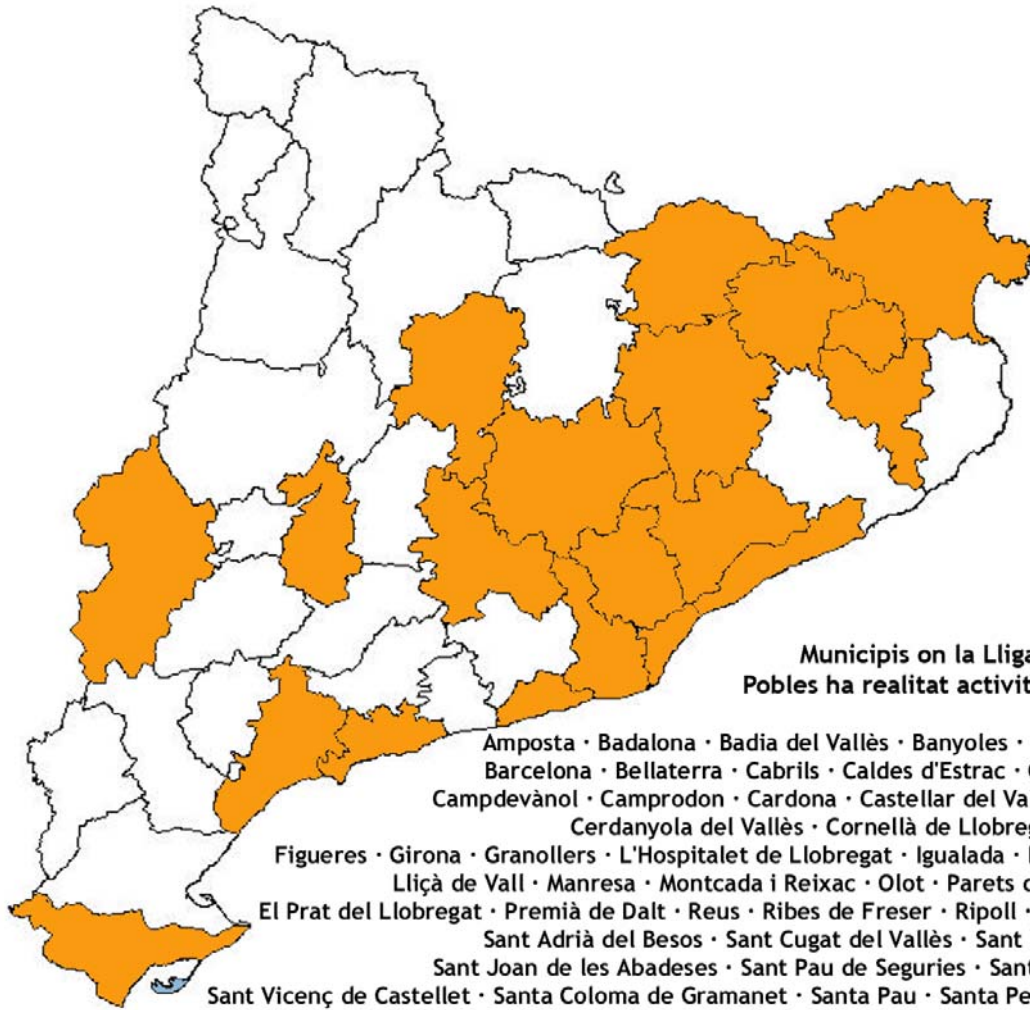 Municipis on la Lliga
Pobles ha realitat activit
Amposta · Badalona · Badia del Vallès · Banyoles ·
Barcelona · Bellaterra · Cabrils · Caldes d'Estrac ·
Campdevànol · Camprodon · Cardona · Castellar del Va
Cerdanyola del Vallès · Cornellà de Llobreg
Figueres · Girona · Granollers · L'Hospitalet de Llobregat · Igualada ·
Lliçà de Vall · Manresa · Montcada i Reixac · Olot · Parets
El Prat del Llobregat · Premià de Dalt · Reus · Ribes de Freser · Ripoll ·
Sant Adrià del Besos · Sant Cugat del Vallès · Sant
Sant Joan de les Abadeses · Sant Pau de Seguries · Sant
Sant Vicenç de Castellet · Santa Coloma de Gramanet · Santa Pau · Santa Pe